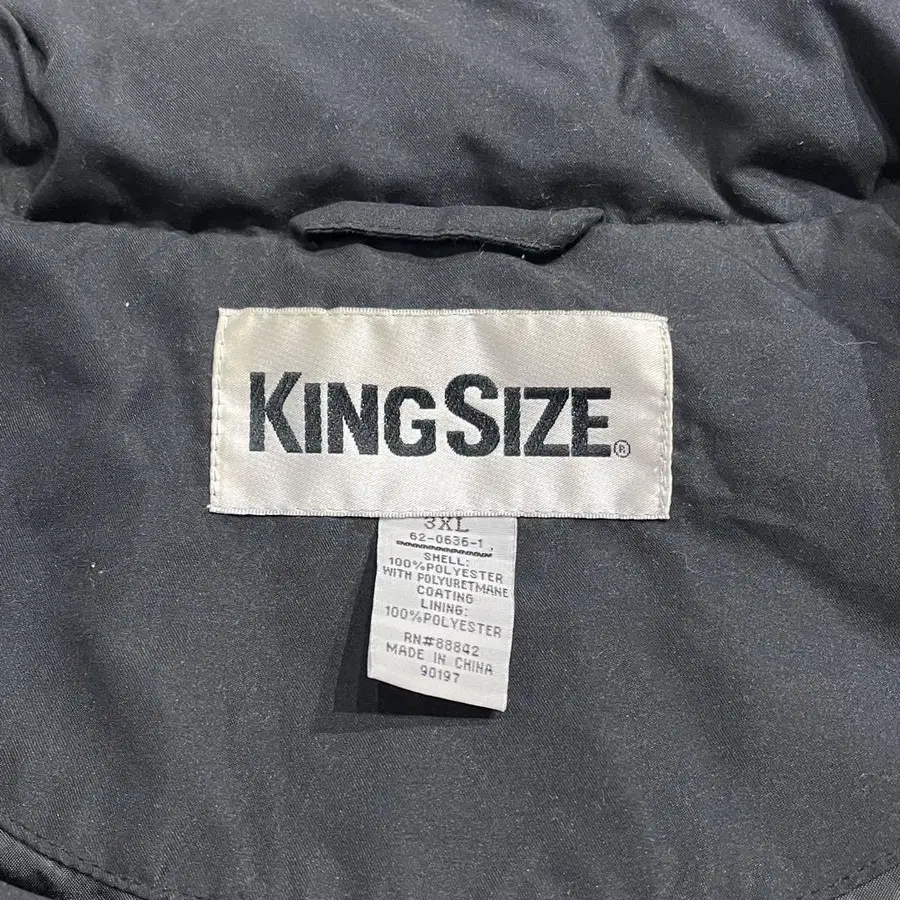 KINGSIZE®
3XL
62-0636-1
SHELL:
100%POLYESTER
WITH POLYURETMANE
COATING
LINING:
100%POLYESTER
RN#88842
MADE IN CHINA
90197